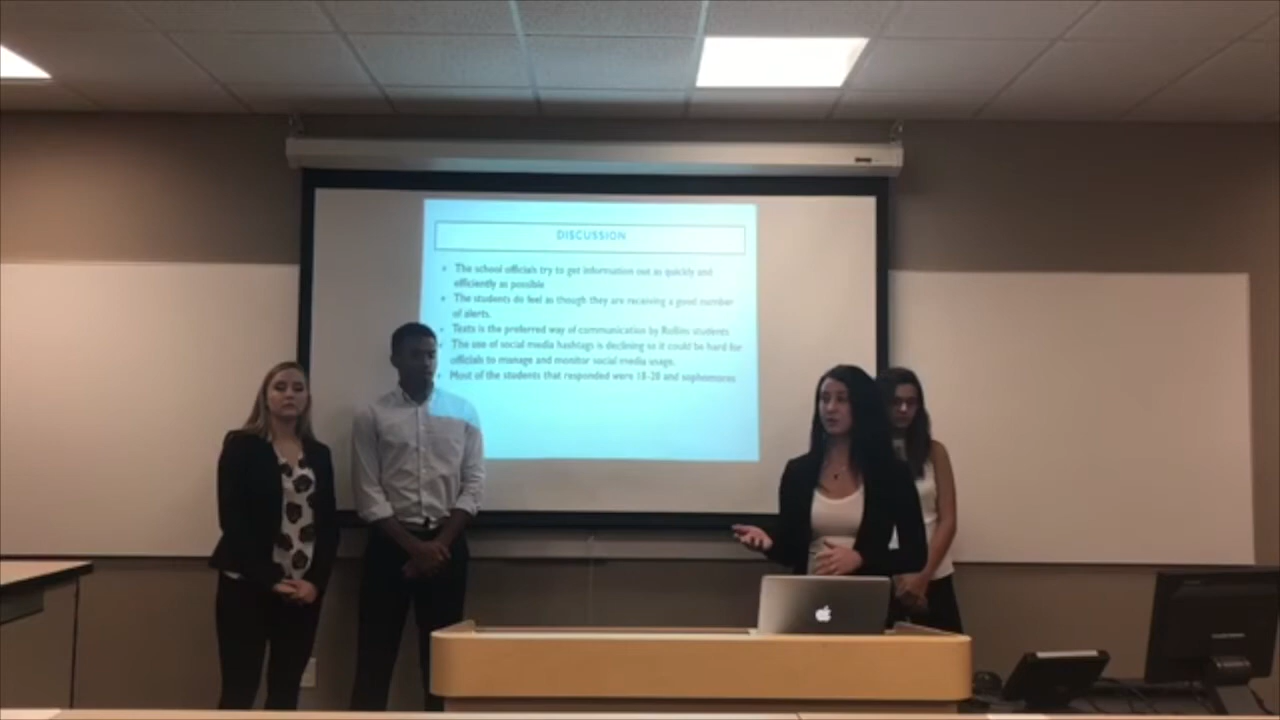 DISCUSSION
The school officials try to get information out as quickly and
efficiently as possible
The students do feel as though they are receiving a good number
of alerts.
Texts is the preferred way of communication by Rollins students
The use of social media hashtags is declining so it could be hard for
officials to manage and monitor social media usage.
Most of the students that responded were 18-20 and sophomores